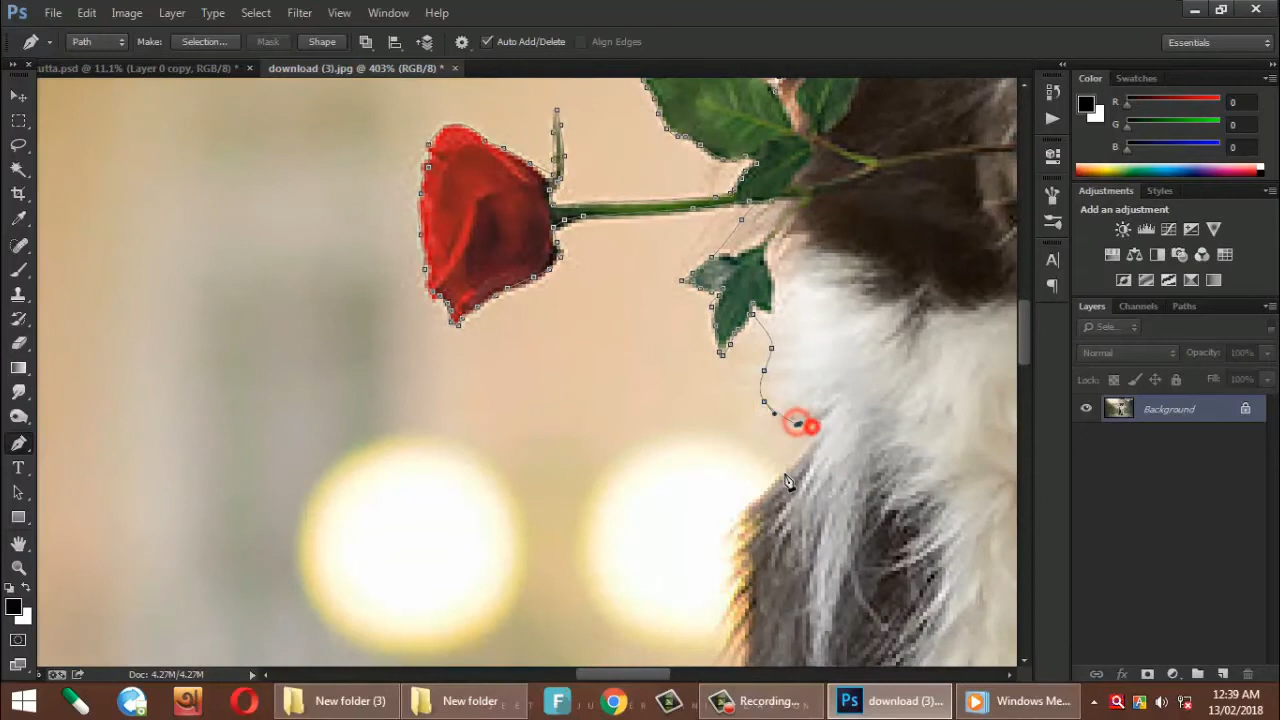 Ps File Edit Image Layer Type Select Filter 3D View Window Help
Path Make: Selection... Mask Shape Auto Add/Delete Align Edges Essentials
utta.psd @ 11.1% (Layer 0 copy, RGB/8) * × download (3).jpg @ 403% (RGB/8) * ×
Color Swatches
R 0
G 0
B 0
Adjustments Styles
Add an adjustment
Layers Channels Paths
Sele...
Normal Opacity: 100%
Lock: Fill: 100%
Background
Doc: 4.27M/4.27M
New folder (3) New folder Recording... Ps download (3)... Windows Me... 12:39 AM
13/02/2018